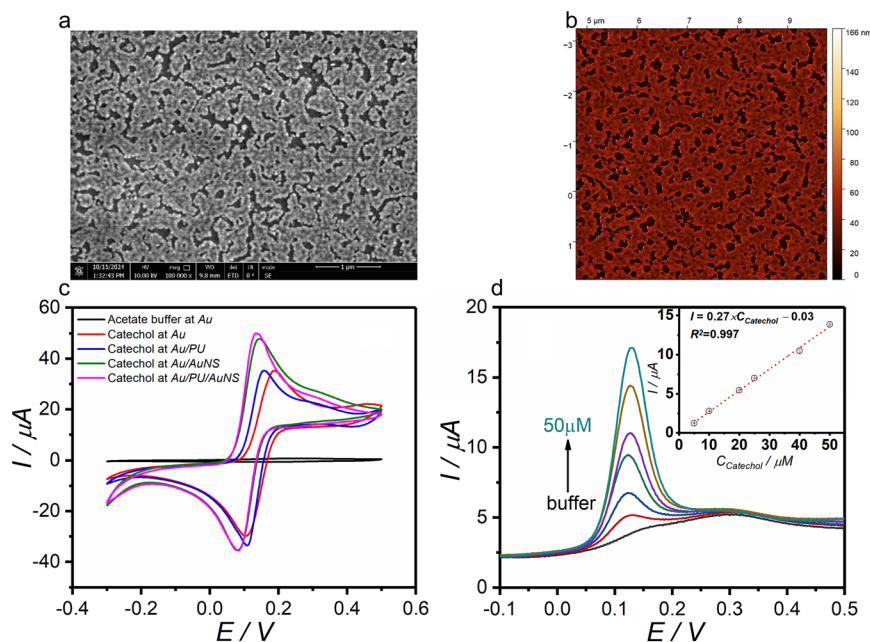 a
10/15/2024
1:32:43 PM
HV
10.00 kV
mag
100 000 x
WD
9.8 mm
det
ETD
tilt
8 °
mode
SE
1 µm
b
5 µm 6 7 8 9
-3
-2
-1
0
1
166 nm
140
120
100
80
60
40
20
0
c
Acetate buffer at Au
Catechol at Au
Catechol at Au/PU
Catechol at Au/AuNS
Catechol at Au/PU/AuNS
I / µA
60
40
20
0
-20
-40
-0.4 -0.2 0.0 0.2 0.4 0.6
E / V
d
I / µA
20
15
10
5
0
50µM
buffer
-0.1 0.0 0.1 0.2 0.3 0.4 0.5
E / V
I = 0.27×C Catechol − 0.03
R²=0.997
I / µA
15
10
5
0
0 10 20 30 40 50
C Catechol / µM